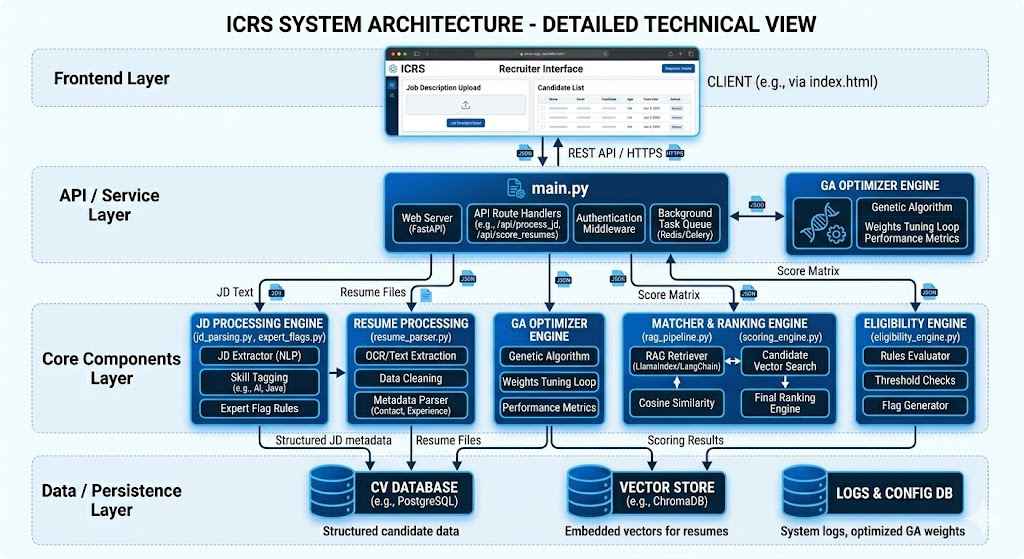 ICRS SYSTEM ARCHITECTURE - DETAILED TECHNICAL VIEW
Frontend Layer
ICRS
Recruiter Interface
Job Description Upload
Candidate List
CLIENT (e.g., via index.html)
JSON
REST API / HTTPS
HTTPS
API / Service
Layer
main.py
Web Server
(FastAPI)
API Route Handlers
(e.g., /api/process_jd,
/api/score_resumes)
Authentication
Middleware
Background
Task Queue
(Redis/Celery)
JSON
GA OPTIMIZER ENGINE
Genetic Algorithm
Weights Tuning Loop
Performance Metrics
JD Text
Resume Files
JSON
JSON
JSON
Score Matrix
JSON
Score Matrix
JSON
Core Components
Layer
JD PROCESSING ENGINE
(jd_parsing.py, expert_flags.py)
JD Extractor (NLP)
Skill Tagging
(e.g., AI, Java)
Expert Flag Rules
RESUME PROCESSING
(resume_parser.py)
OCR/Text Extraction
Data Cleaning
Metadata Parser
(Contact, Experience)
GA OPTIMIZER
ENGINE
Genetic Algorithm
Weights Tuning Loop
Performance Metrics
MATCHER & RANKING ENGINE
(rag_pipeline.py) (scoring_engine.py)
RAG Retriever
(LlamaIndex/LangChain)
Candidate
Vector Search
Cosine Similarity
Final Ranking
Engine
ELIGIBILITY ENGINE
(eligibility_engine.py)
Rules Evaluator
Threshold Checks
Flag Generator
Structured JD metadata
Resume Files
Scoring Results
Data / Persistence
Layer
CV DATABASE
(e.g., PostgreSQL)
Structured candidate data
VECTOR STORE
(e.g., ChromaDB)
Embedded vectors for resumes
LOGS & CONFIG DB
System logs, optimized GA weights